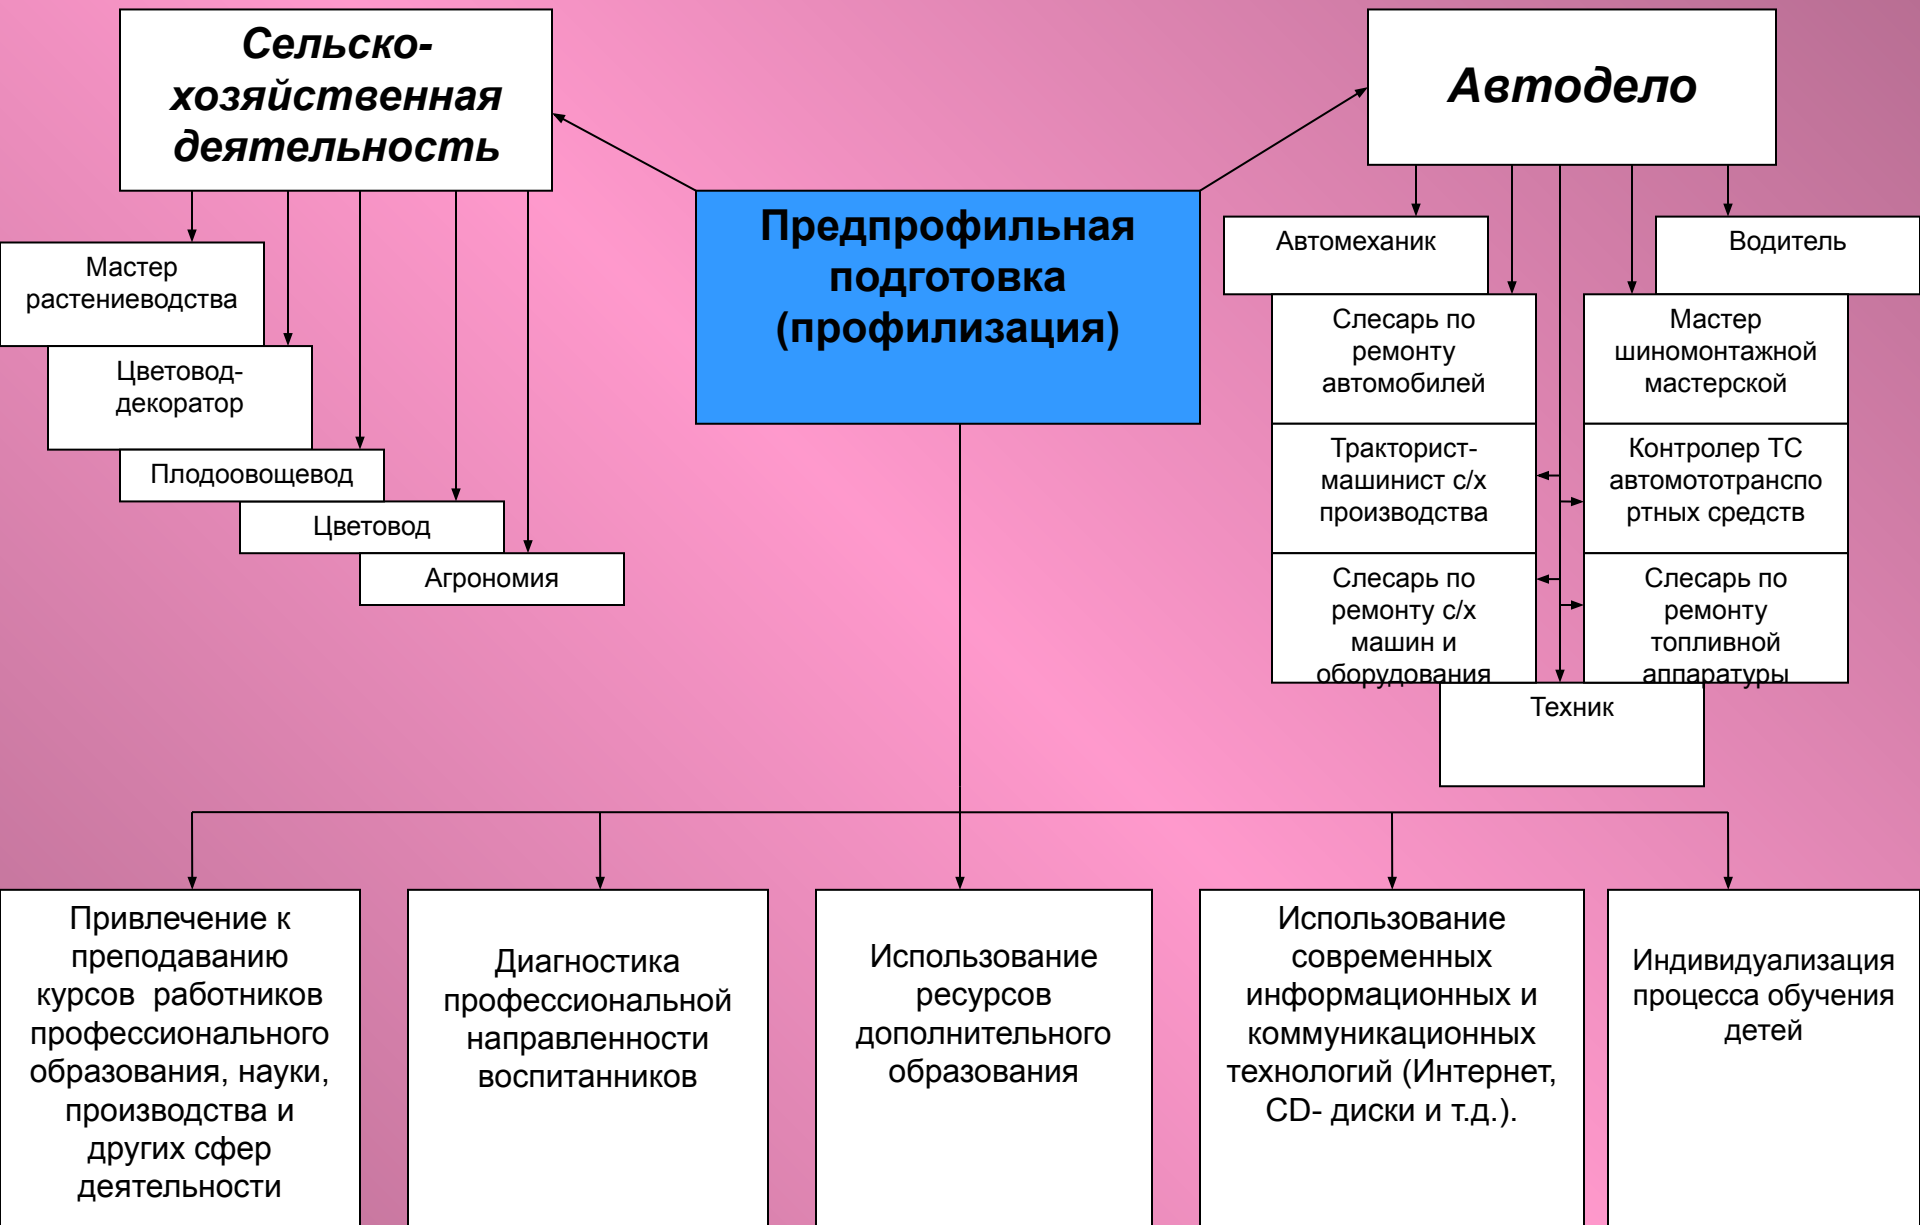 Сельско-
хозяйственная
деятельность
Автодело
Предпрофильная
подготовка
(профилизация)
Мастер
растениеводства
Цветовод-
декоратор
Плодоовощевод
Цветовод
Агрономия
Автомеханик
Водитель
Слесарь по
ремонту
автомобилей
Мастер
шиномонтажной
мастерской
Тракторист-
машинист с/х
производства
Контролер ТС
автомототранспо
ртных средств
Слесарь по
ремонту с/х
машин и
оборудования
Слесарь по
ремонту
топливной
аппаратуры
Техник
Привлечение к
преподаванию
курсов  работников
профессионального
образования, науки,
производства и
других сфер
деятельности
Диагностика
профессиональной
направленности
воспитанников
Использование
ресурсов
дополнительного
образования
Использование
современных
информационных и
коммуникационных
технологий (Интернет,
CD- диски и т.д.).
Индивидуализация
процесса обучения
детей